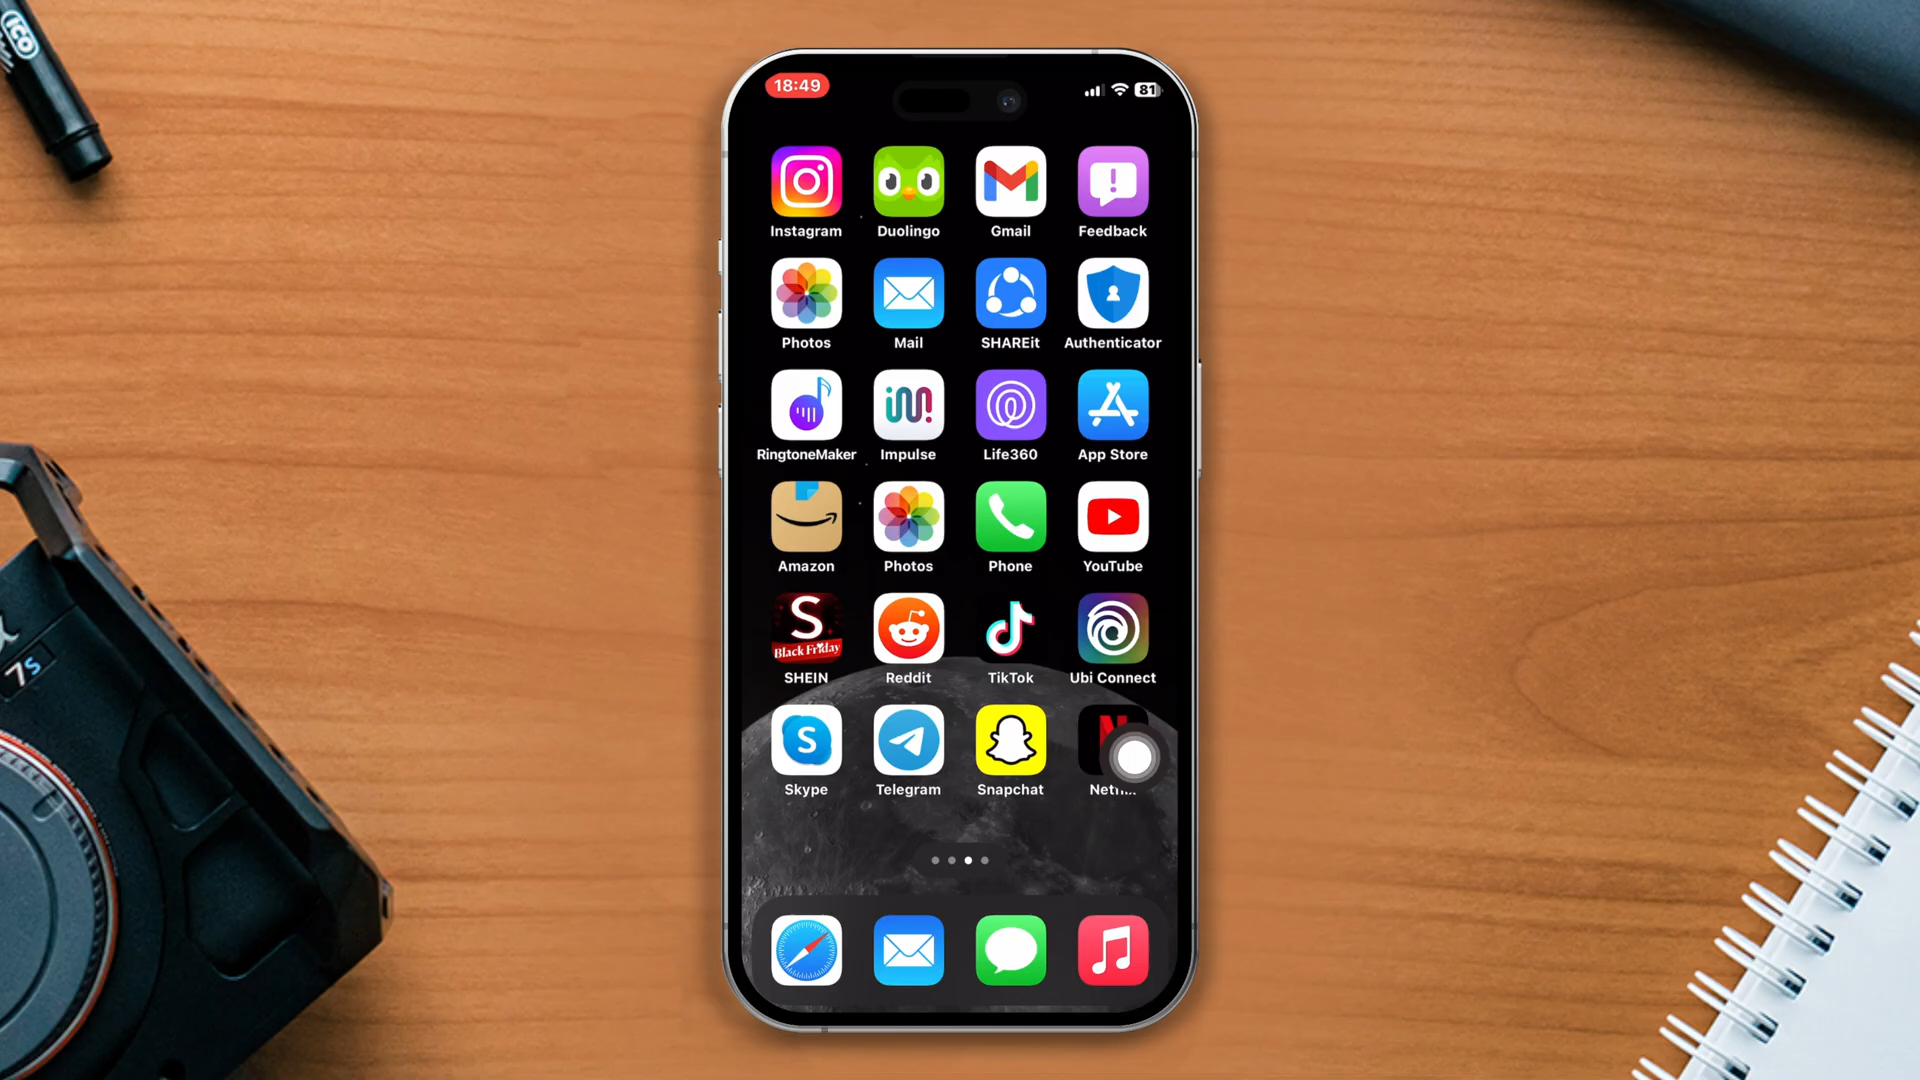 ICO
18:49
81
Instagram
Duolingo
Gmail
Feedback
Photos
Mail
SHAREit
Authenticator
RingtoneMaker
Impulse
Life360
App Store
Amazon
Photos
Phone
YouTube
S
Black Friday
SHEIN
Reddit
TikTok
Ubi Connect
7S
S
N
Skype
Telegram
Snapchat